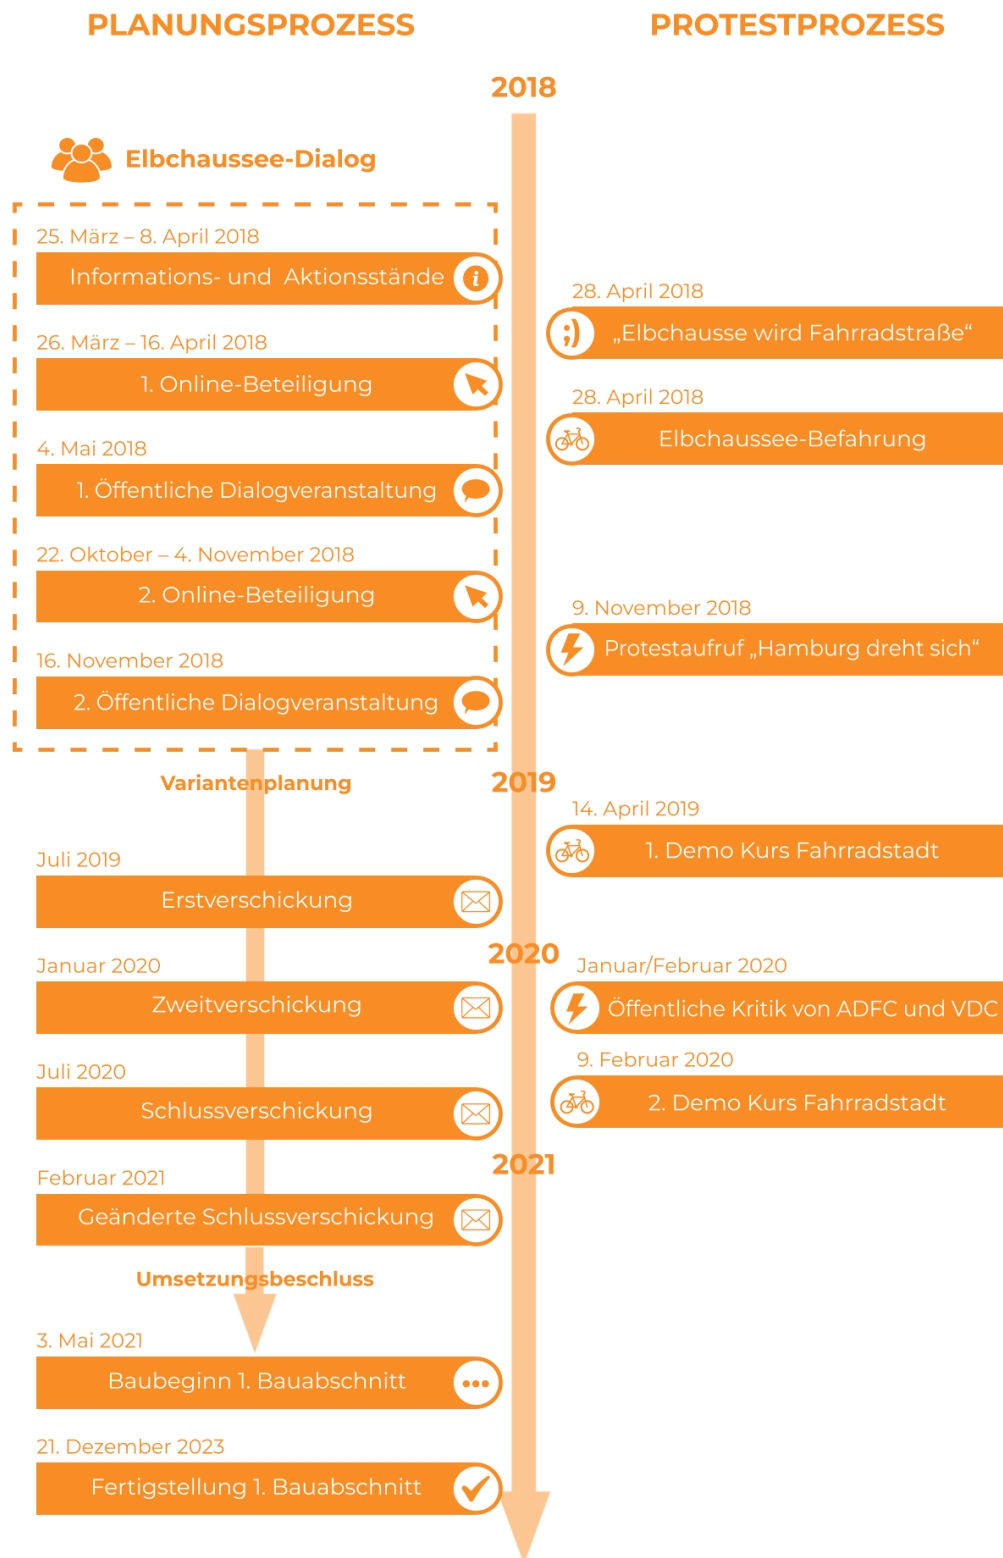 PLANUNGSPROZESS
PROTESTPROZESS
2018
Elbchaussee-Dialog
25. März – 8. April 2018
Informations- und Aktionsstände
28. April 2018
;) „Elbchausse wird Fahrradstraße“
26. März – 16. April 2018
1. Online-Beteiligung
28. April 2018
Elbchaussee-Befahrung
4. Mai 2018
1. Öffentliche Dialogveranstaltung
22. Oktober – 4. November 2018
2. Online-Beteiligung
9. November 2018
Protestaufruf „Hamburg dreht sich“
16. November 2018
2. Öffentliche Dialogveranstaltung
Variantenplanung
2019
14. April 2019
1. Demo Kurs Fahrradstadt
Juli 2019
Erstverschickung
2020
Januar 2020
Zweitverschickung
Januar/Februar 2020
Öffentliche Kritik von ADFC und VDC
9. Februar 2020
2. Demo Kurs Fahrradstadt
Juli 2020
Schlussverschickung
2021
Februar 2021
Geänderte Schlussverschickung
Umsetzungsbeschluss
3. Mai 2021
Baubeginn 1. Bauabschnitt
21. Dezember 2023
Fertigstellung 1. Bauabschnitt